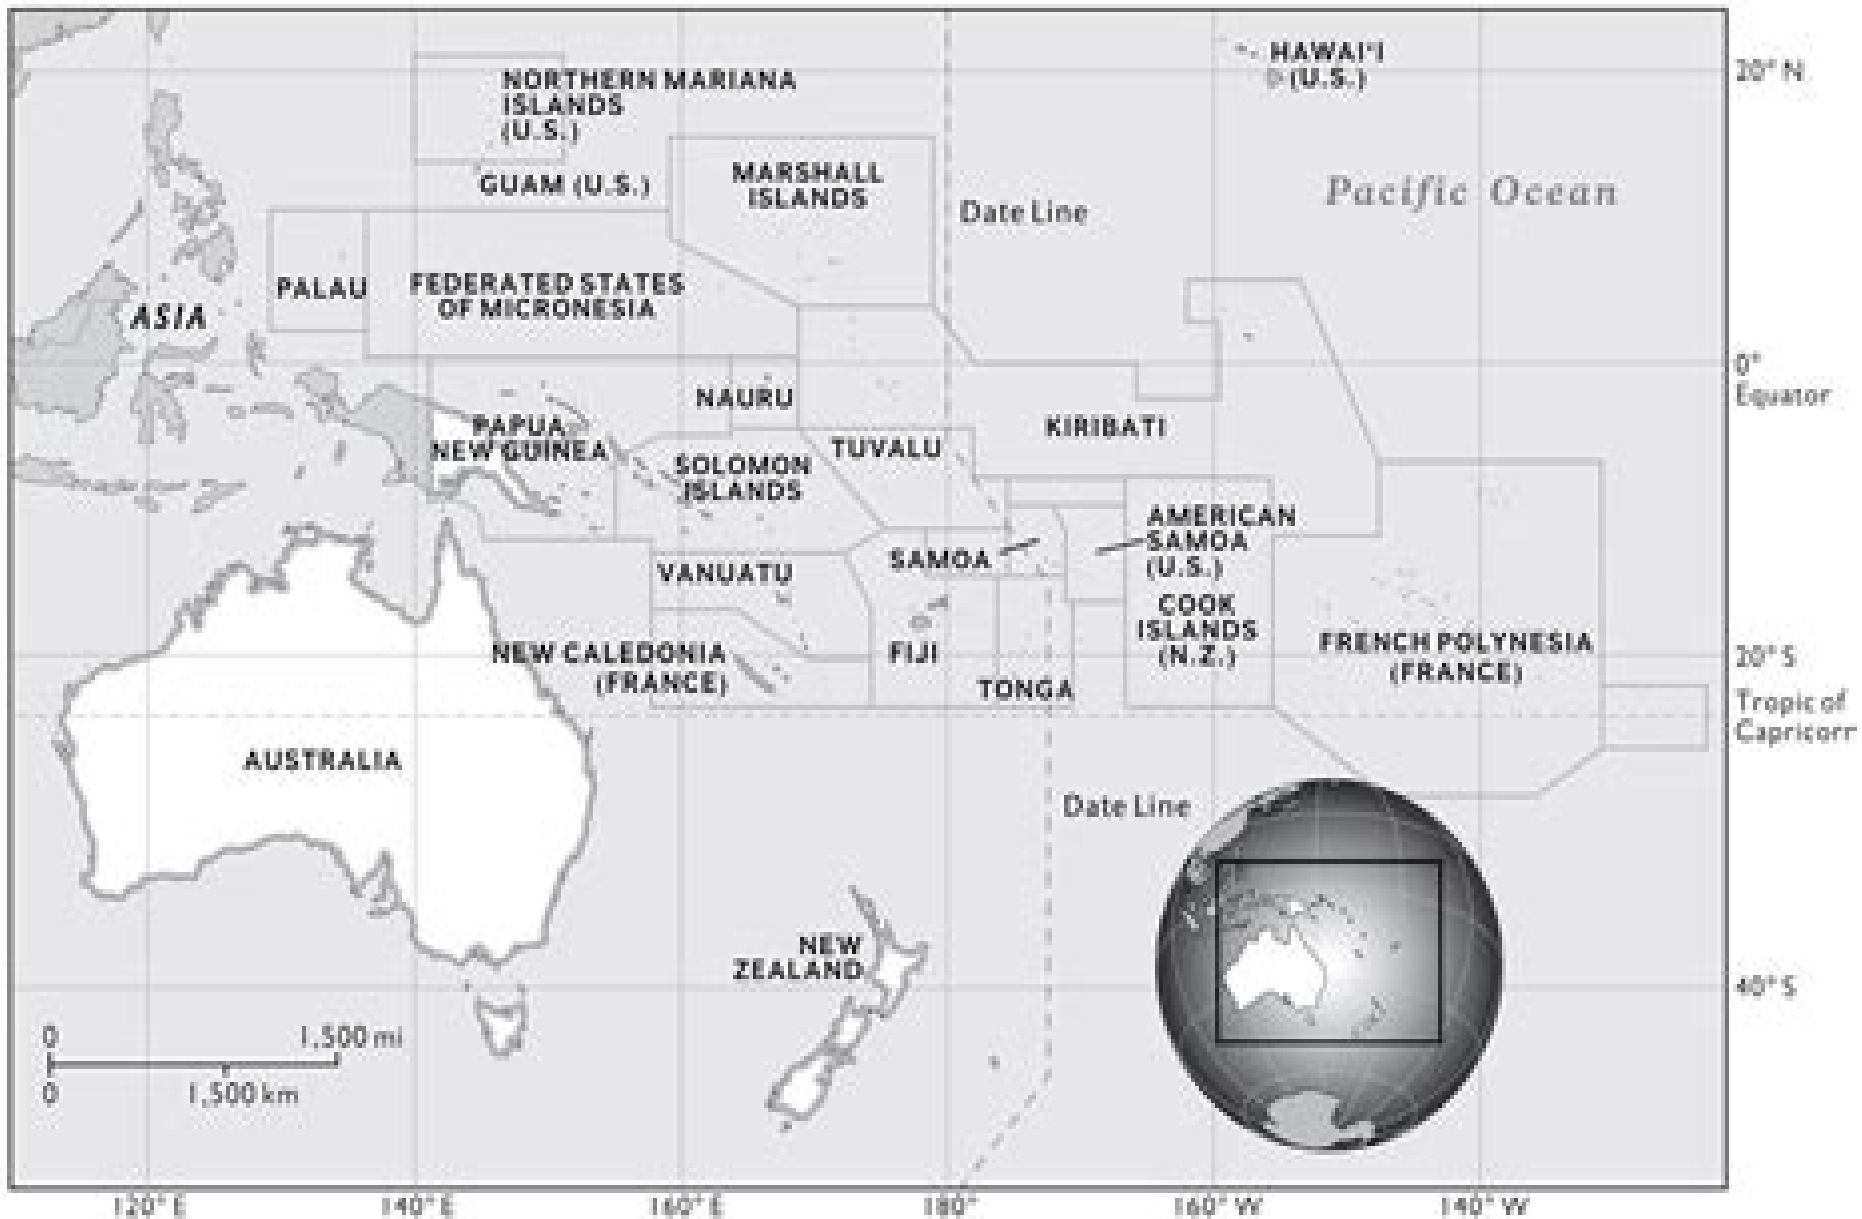 HAWAI'I
(U.S.)
20° N
NORTHERN MARIANA
ISLANDS
(U.S.)
GUAM (U.S.)
MARSHALL
ISLANDS
Pacific Ocean
Date Line
PALAU
FEDERATED STATES
OF MICRONESIA
ASIA
0°
Equator
NAURU
KIRIBATI
PAPUA
NEW GUINEA
TUVALU
SOLOMON
ISLANDS
AMERICAN
SAMOA
(U.S.)
SAMOA
VANUATU
COOK
ISLANDS
(N.Z.)
NEW CALEDONIA
(FRANCE)
FIJI
FRENCH POLYNESIA
(FRANCE)
20° S
TONGA
Tropic of
Capricorn
AUSTRALIA
Date Line
NEW
ZEALAND
40° S
0 1,500 mi
0 1,500 km
120° E 140° E 160° E 180° 160° W 140° W